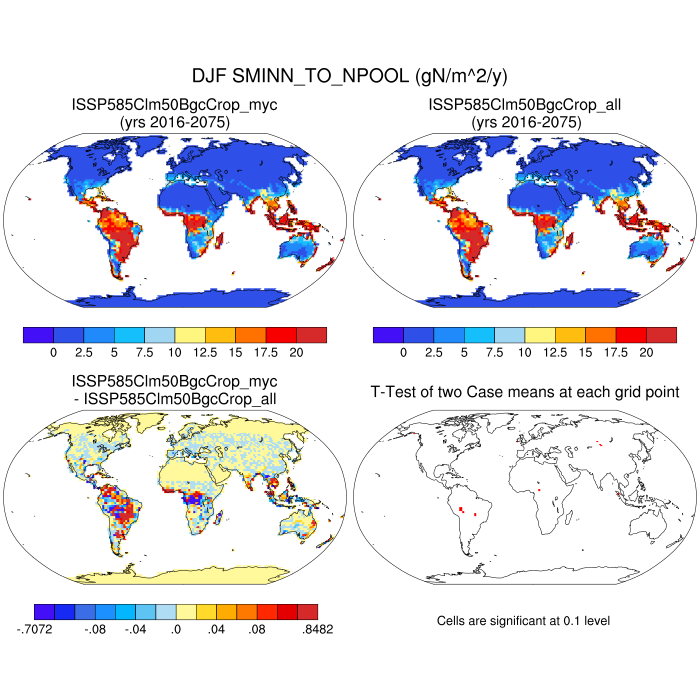 DJF SMINN_TO_NPOOL (gN/m^2/y)
ISSP585Clm50BgcCrop_myc
(yrs 2016-2075)
ISSP585Clm50BgcCrop_all
(yrs 2016-2075)
0 2.5 5 7.5 10 12.5 15 17.5 20
0 2.5 5 7.5 10 12.5 15 17.5 20
ISSP585Clm50BgcCrop_myc
- ISSP585Clm50BgcCrop_all
T-Test of two Case means at each grid point
-.7072 -.08 -.04 .0 .04 .08 .8482
Cells are significant at 0.1 level